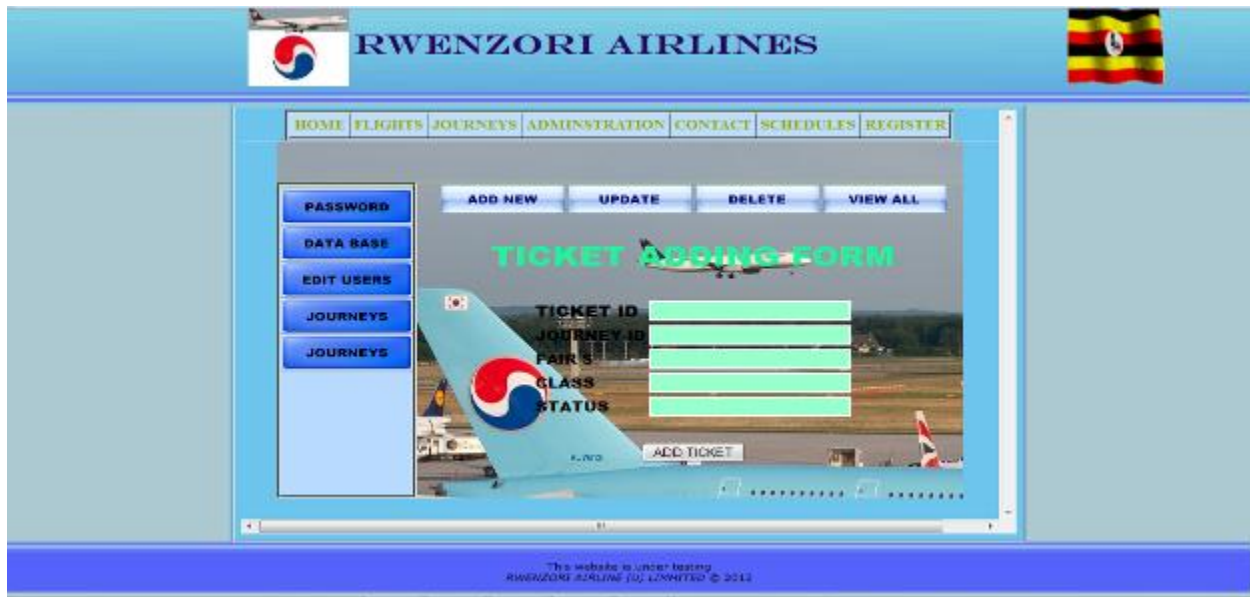 RWENZORI AIRLINES
HOME FLIGHTS JOURNEYS ADMINSTRATION CONTACT SCHEDULES REGISTER
ADD NEW UPDATE DELETE VIEW ALL
PASSWORD
DATA BASE
EDIT USERS
JOURNEYS
JOURNEYS
TICKET ADDING FORM
TICKET ID
JOURNEY ID
FAIR S
CLASS
STATUS
ADD TICKET
This website is under testing
RWENZORI AIRLINE (U) LIMMITED © 2012